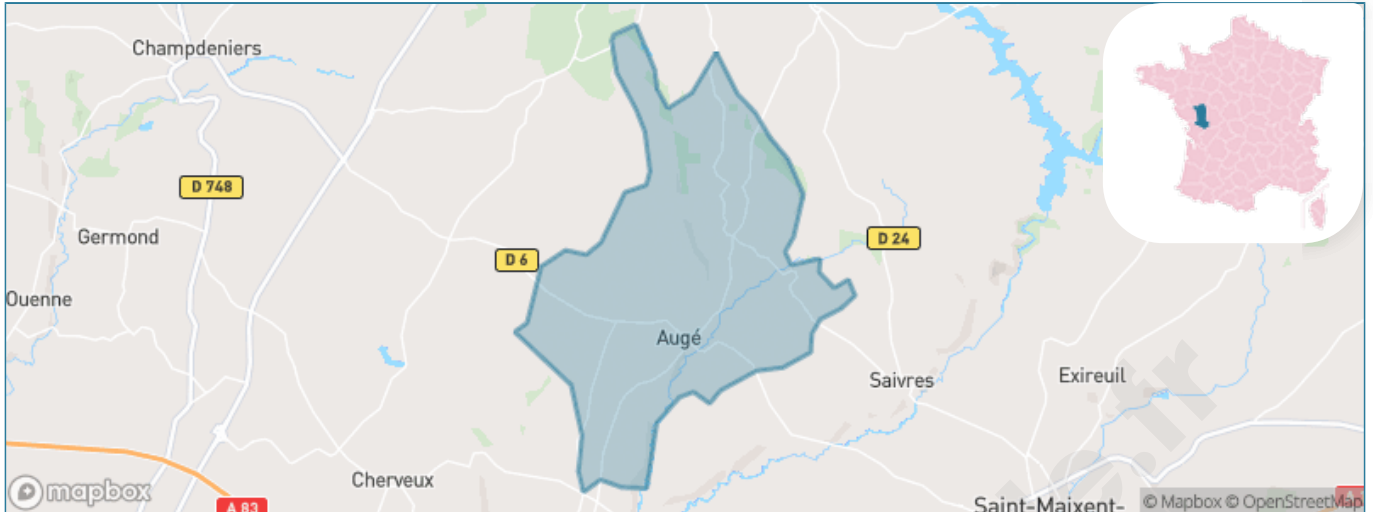 Champdeniers
D 748
Germond
D 24
D 6
Ouenne
Augé
Saivres
Exireuil
Cherveux
mapbox
A 83
Saint-Maixent-
© Mapbox © OpenStreetMap